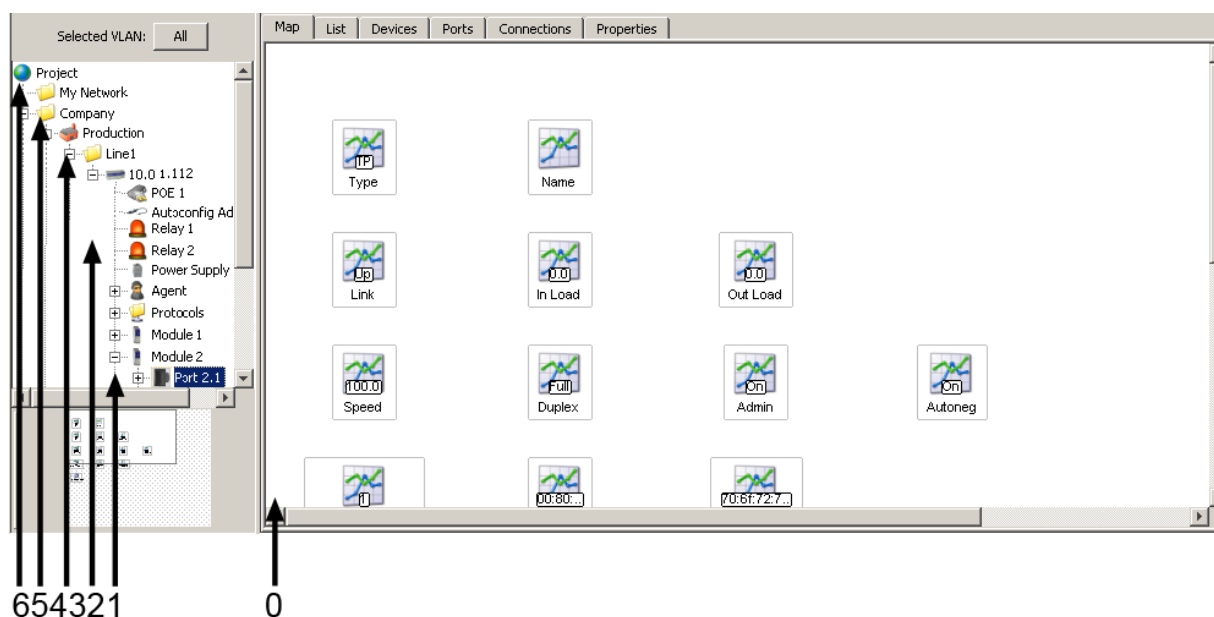 Selected VLAN: All
Map List Devices Ports Connections Properties
Project
My Network
Company
Production
Line1
10.0 1.112
POE 1
Autoconfig Ad
Relay 1
Relay 2
Power Supply
Agent
Protocols
Module 1
Module 2
Port 2.1
TP
Type
Name
Up
Link
0.0
In Load
0.0
Out Load
100.0
Speed
Full
Duplex
On
Admin
On
Autoneg
1
00:80:...
70:6f:72:7...
654321 0